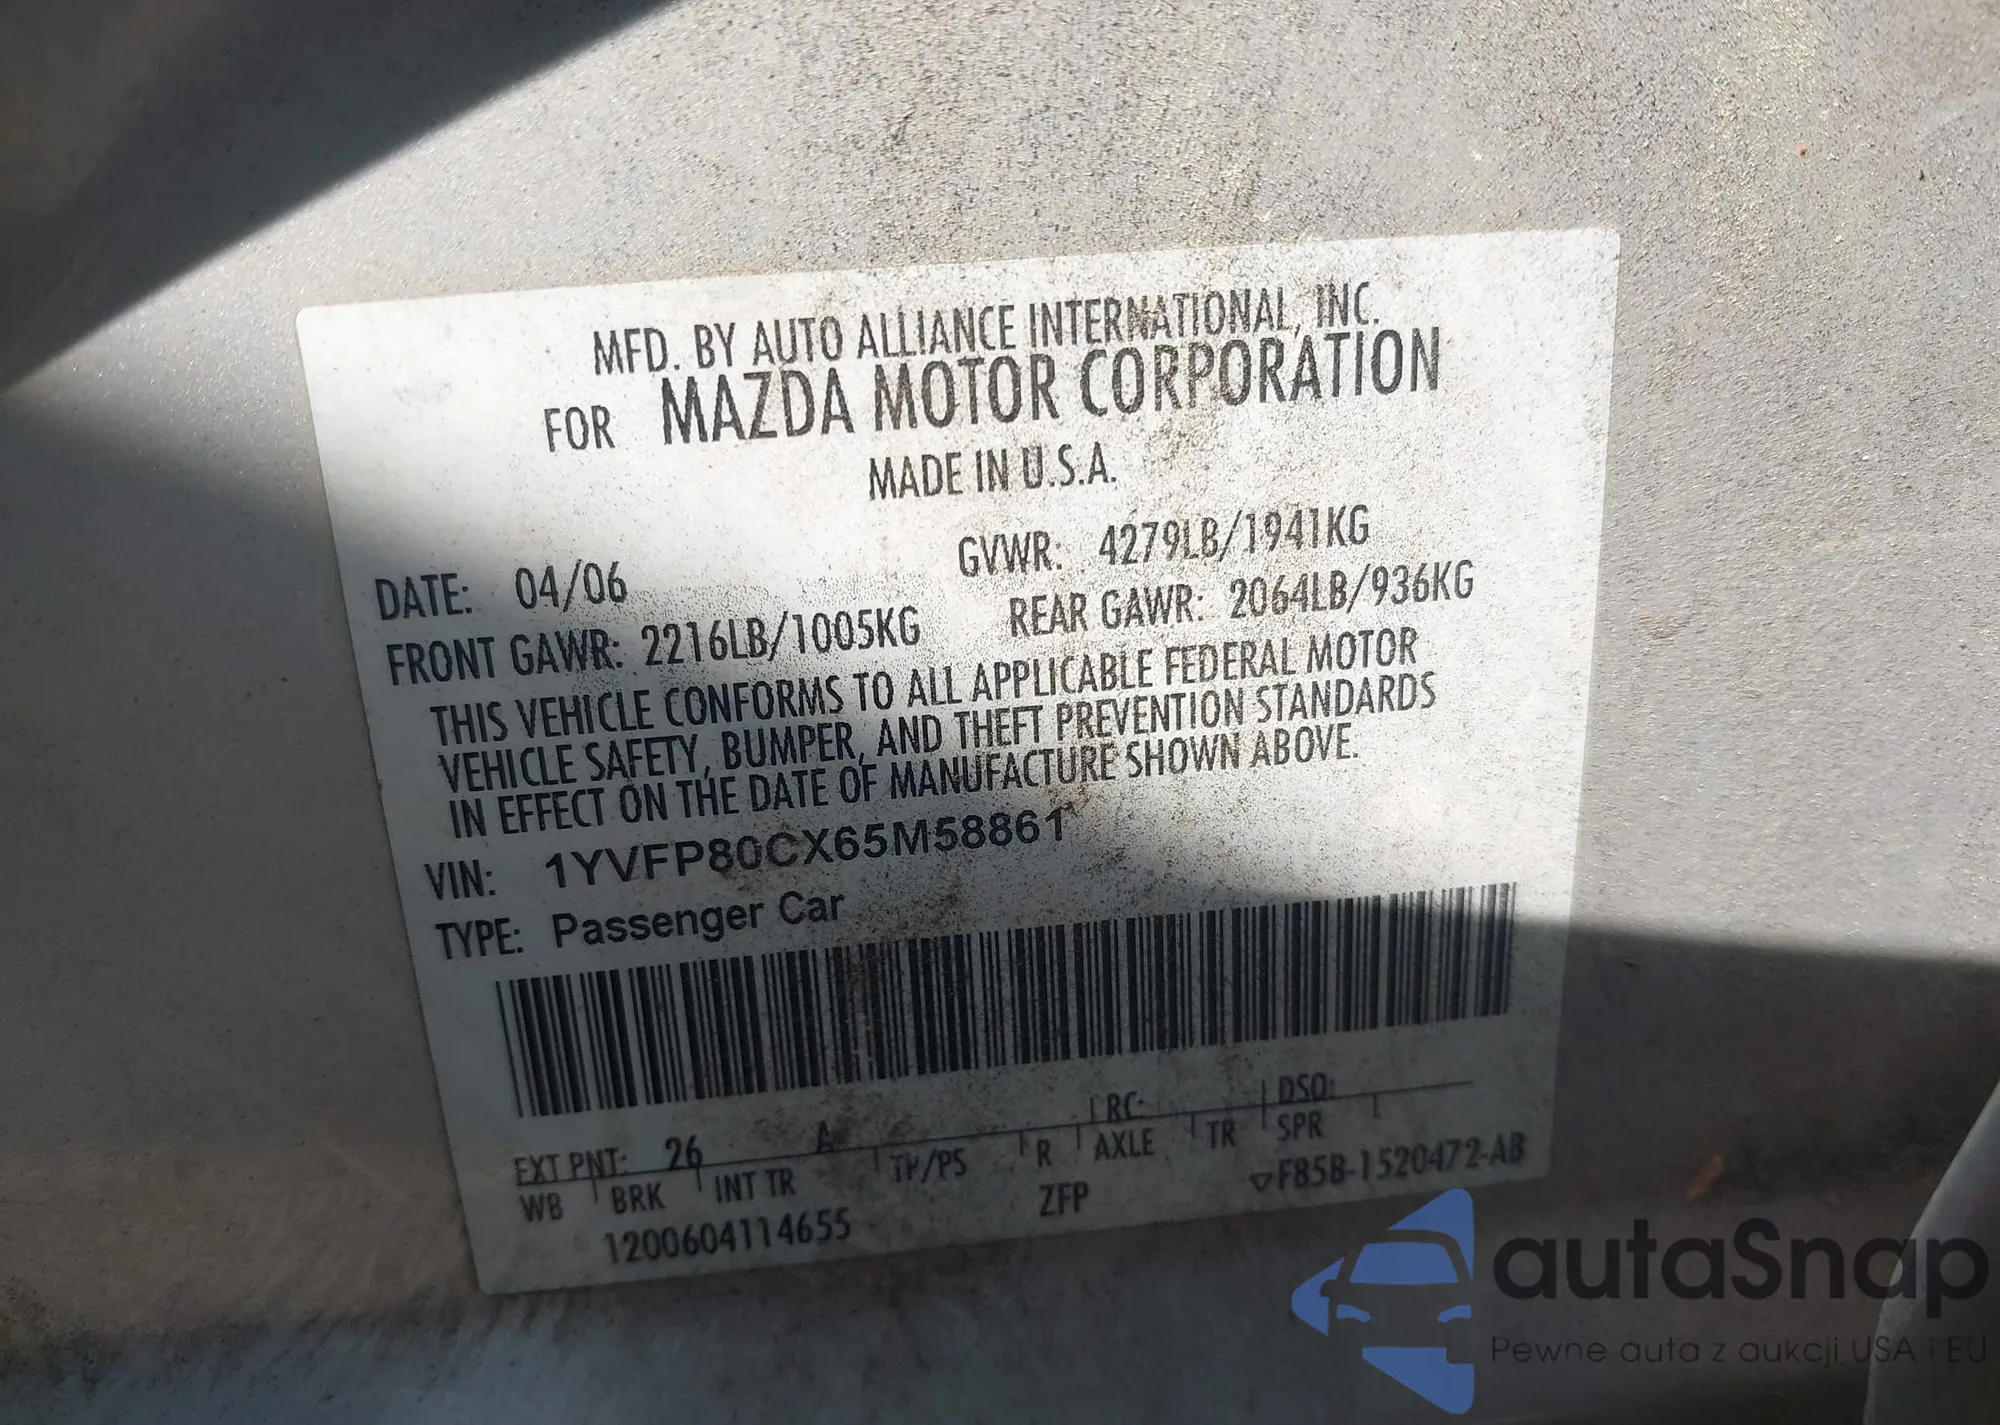 MFD. BY AUTO ALLIANCE INTERNATIONAL, INC.
FOR MAZDA MOTOR CORPORATION
MADE IN U.S.A.
DATE: 04/06 GVWR: 4279LB/1941KG
FRONT GAWR: 2216LB/1005KG REAR GAWR: 2064LB/936KG
THIS VEHICLE CONFORMS TO ALL APPLICABLE FEDERAL MOTOR
VEHICLE SAFETY, BUMPER, AND THEFT PREVENTION STANDARDS
IN EFFECT ON THE DATE OF MANUFACTURE SHOWN ABOVE.
VIN: 1YVFP80CX65M58861
TYPE: Passenger Car
EXT PNT: 26 A RC: DSO:
WB BRK INT TR TP/PS R AXLE TR SPR
1200604114655 ZFP F85B-1520472-AB
autaSnap
Pewne auta z aukcji USA i EU